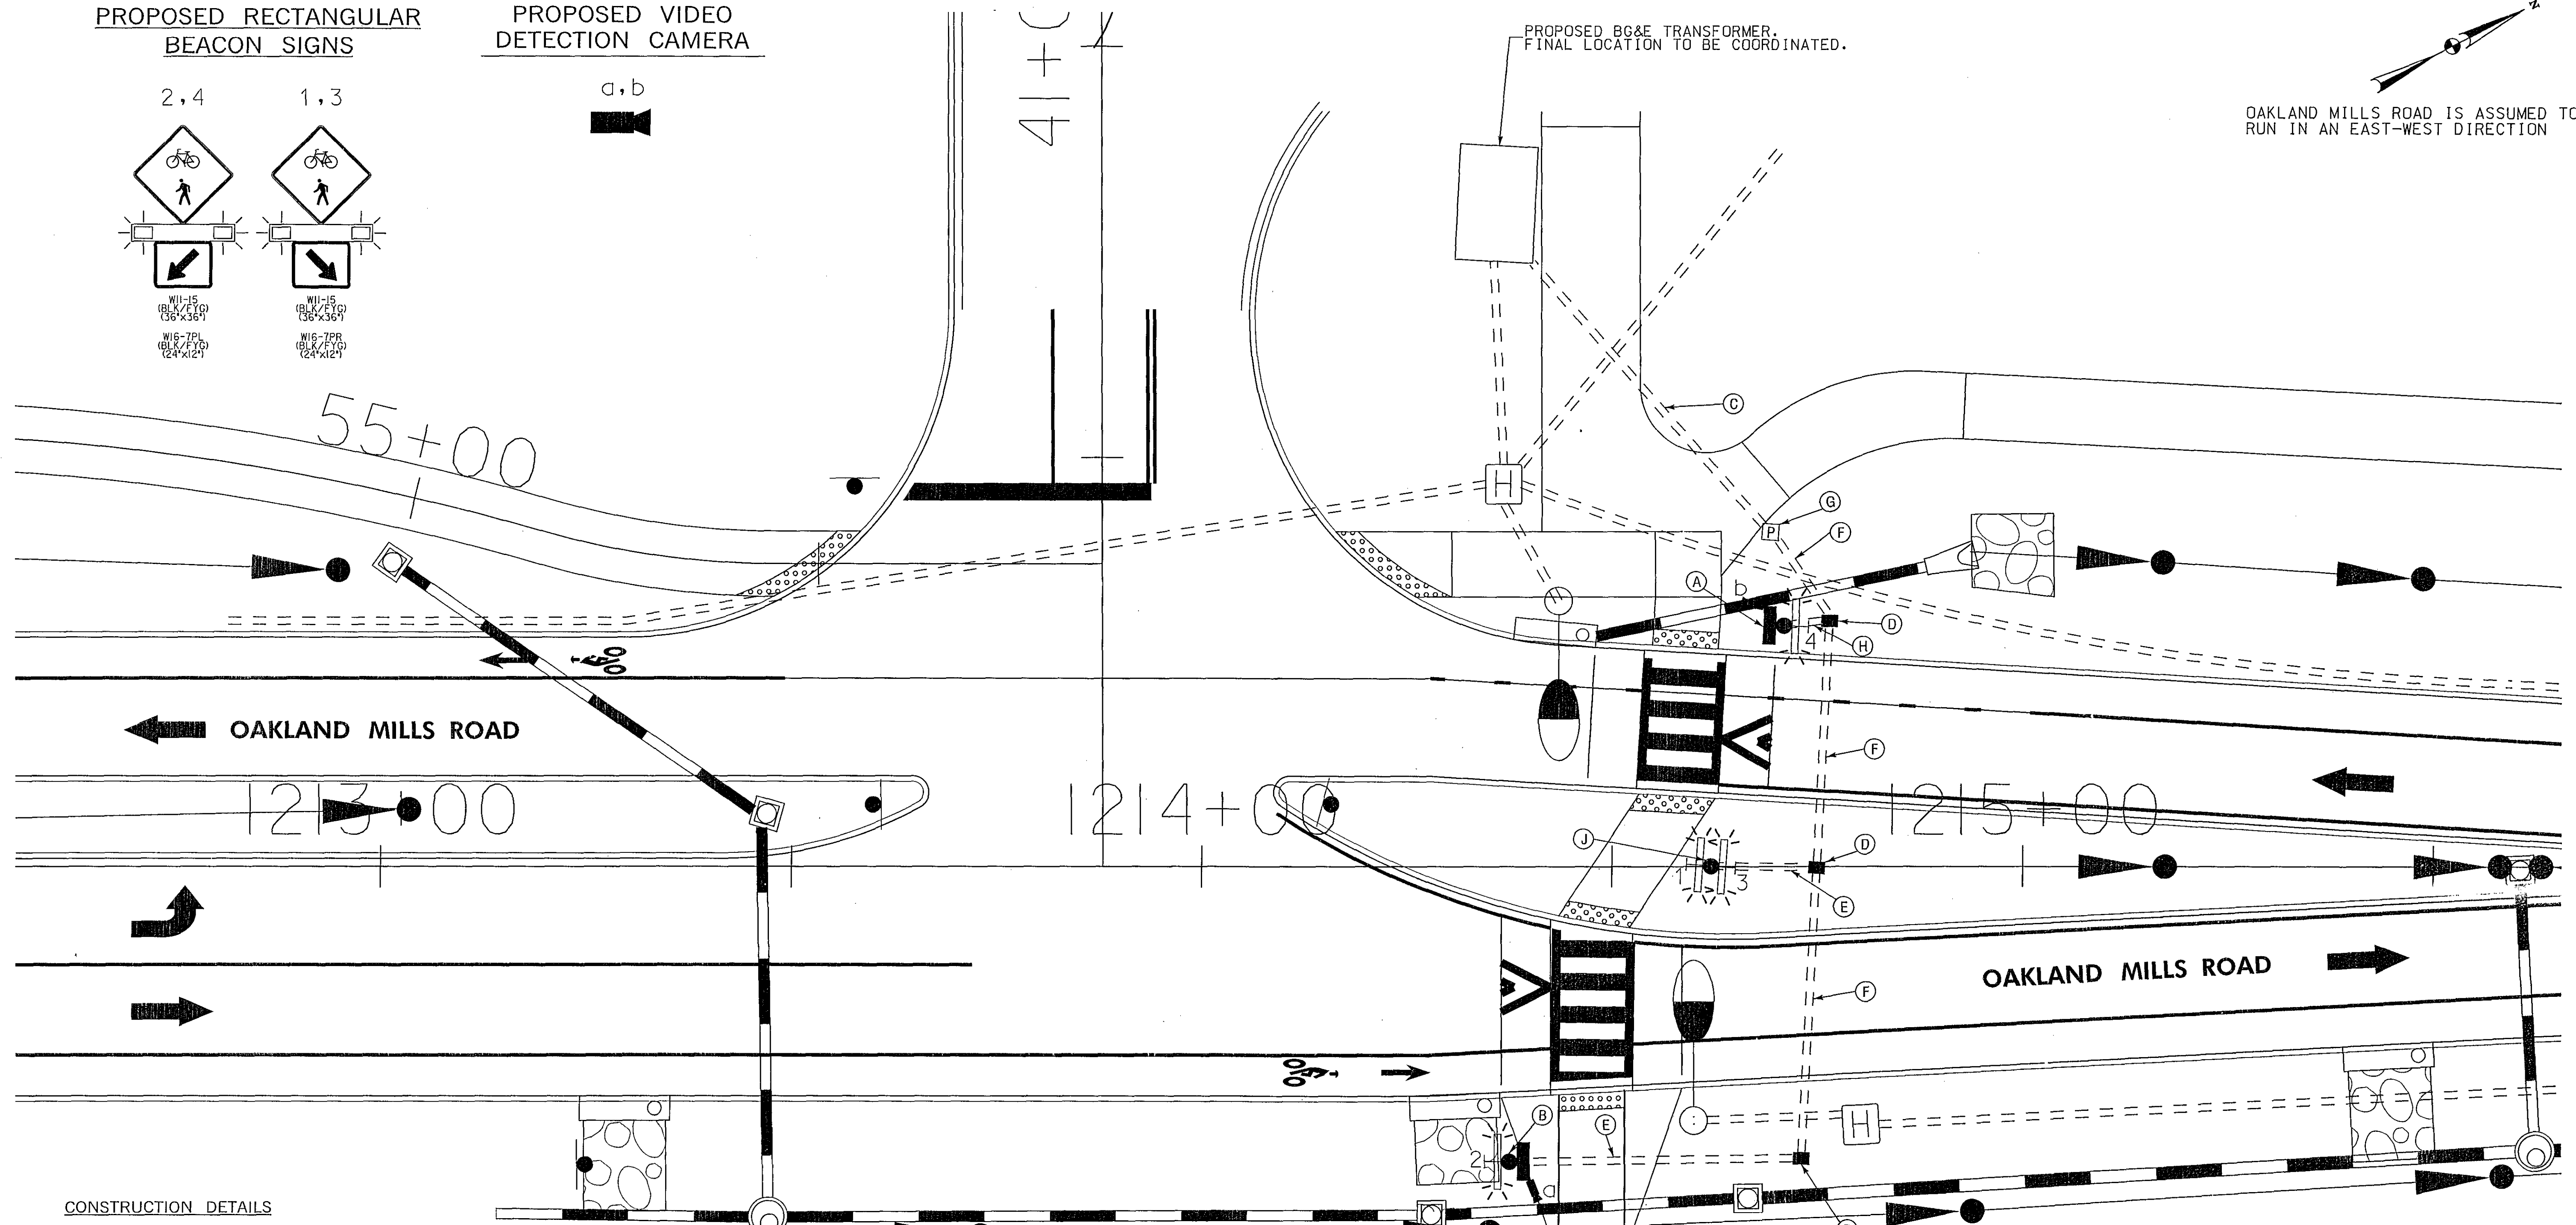 PROPOSED RECTANGULAR
BEACON SIGNS
PROPOSED VIDEO
DETECTION CAMERA
2,4
1,3
a,b
W11-15
(BLK/FYG)
(36"x36")
W16-7PL
(BLK/FYG)
(24"x12")
W11-15
(BLK/FYG)
(36"x36")
W16-7PR
(BLK/FYG)
(24"x12")
PROPOSED BG&E TRANSFORMER.
FINAL LOCATION TO BE COORDINATED.
N
OAKLAND MILLS ROAD IS ASSUMED TO
RUN IN AN EAST-WEST DIRECTION
55+00
C
H
G
P
F
A
b
D
4
H
OAKLAND MILLS ROAD
F
1213+00
1214+00
1215+00
J
D
1
3
E
OAKLAND MILLS ROAD
F
B
E
H
2
a
CONSTRUCTION DETAILS